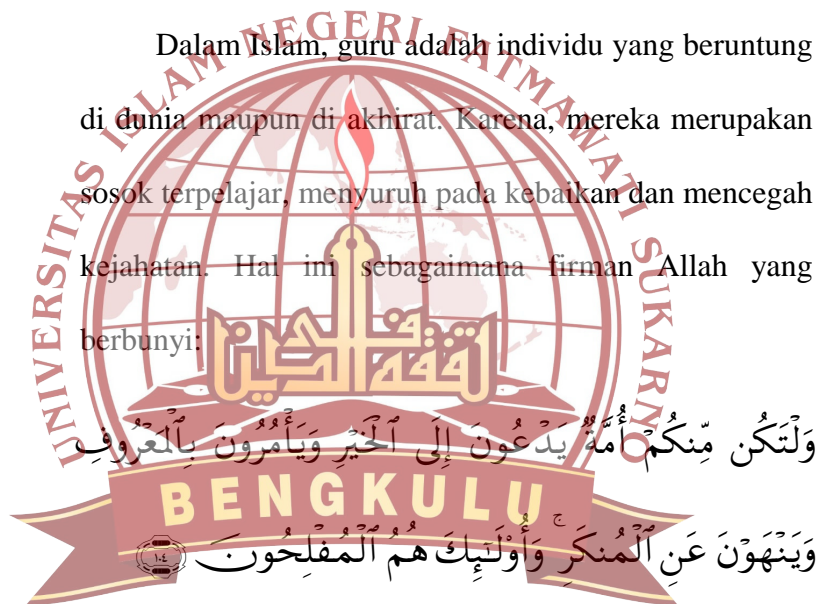 Dalam Islam, guru adalah individu yang beruntung
di dunia maupun di akhirat. Karena, mereka merupakan
sosok terpelajar, menyuruh pada kebaikan dan mencegah
kejahatan. Hal ini sebagaimana firman Allah yang
berbunyi:
وَلْتَكُن مِّنكُمْ أُمَّةٌ يَدْعُونَ إِلَى ٱلْخَيْرِ وَيَأْمُرُونَ بِٱلْمَعْرُوفِ
وَيَنْهَوْنَ عَنِ ٱلْمُنكَرِ ۚ وَأُو۟لَـٰٓئِكَ هُمُ ٱلْمُفْلِحُونَ ١٠٤
UNIVERSITAS ISLAM NEGERI FATMAWATI SUKARNO
BENGKULU